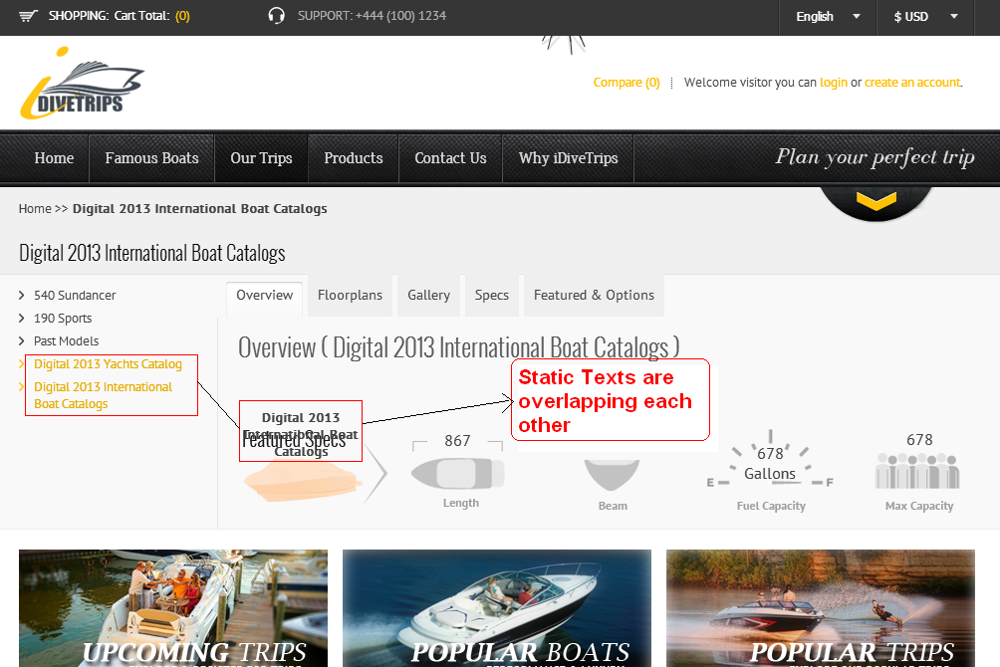 SHOPPING: Cart Total: (0)
SUPPORT: +444 (100) 1234
English
$ USD
iDIVETRIPS
Compare (0)
Welcome visitor you can login or create an account.
Home
Famous Boats
Our Trips
Products
Contact Us
Why iDiveTrips
Plan your perfect trip
Home >> Digital 2013 International Boat Catalogs
Digital 2013 International Boat Catalogs
540 Sundancer
190 Sports
Past Models
Digital 2013 Yachts Catalog
Digital 2013 International
Boat Catalogs
Overview
Floorplans
Gallery
Specs
Featured & Options
Overview ( Digital 2013 International Boat Catalogs )
Static Texts are
overlapping each
other
Digital 2013
International Boat
Featured Specs
Catalogs
867
Length
Beam
678
Gallons
E
F
Fuel Capacity
678
Max Capacity
UPCOMING TRIPS
POPULAR BOATS
POPULAR TRIPS